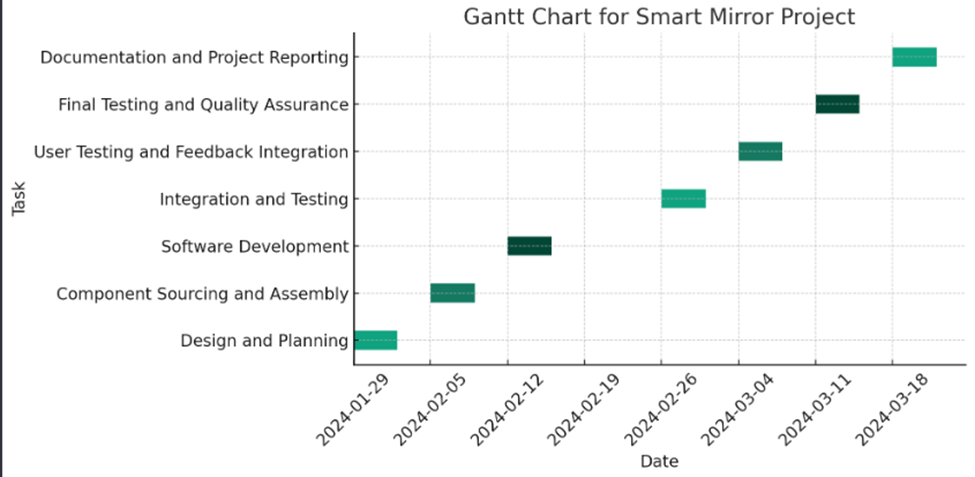 Gantt Chart for Smart Mirror Project
Task
Documentation and Project Reporting
Final Testing and Quality Assurance
User Testing and Feedback Integration
Integration and Testing
Software Development
Component Sourcing and Assembly
Design and Planning
2024-01-29
2024-02-05
2024-02-12
2024-02-19
2024-02-26
2024-03-04
2024-03-11
2024-03-18
Date